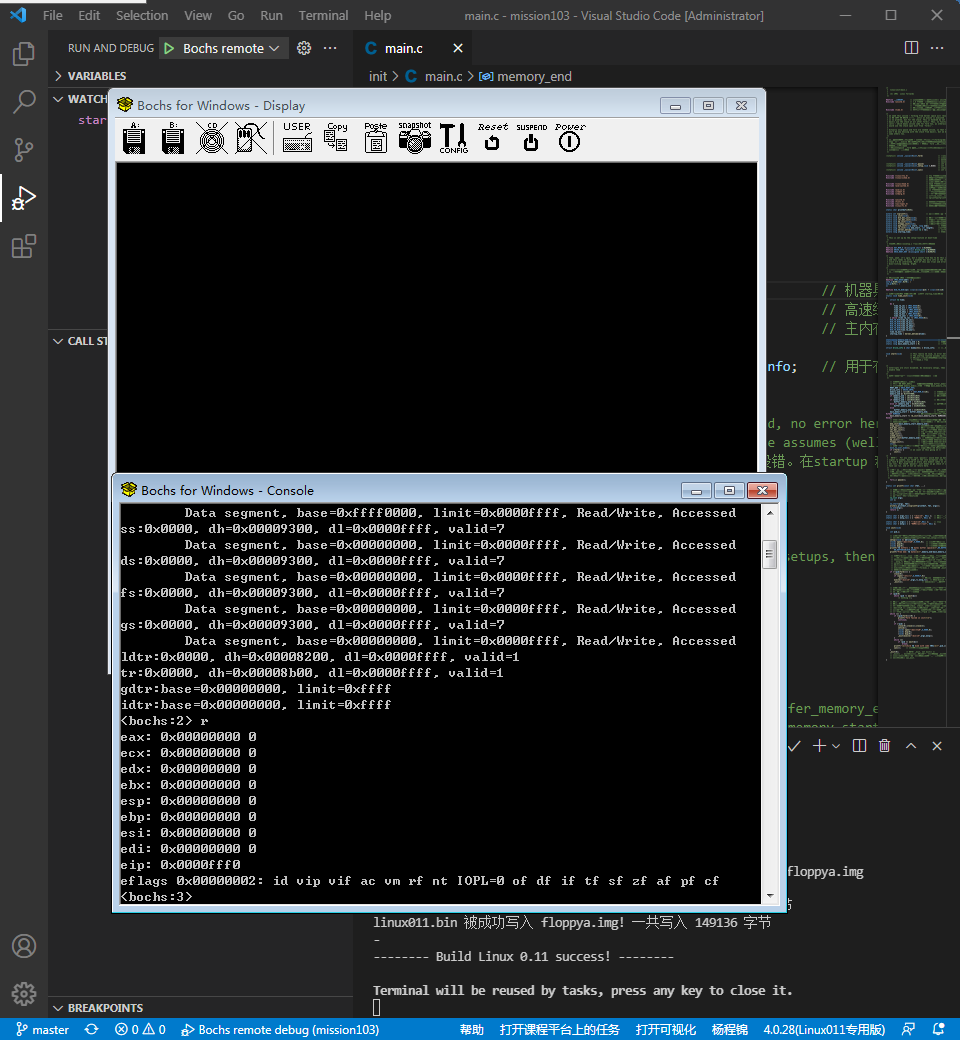 File Edit Selection View Go Run Terminal Help main.c - mission103 - Visual Studio Code [Administrator]
RUN AND DEBUG Bochs remote main.c
VARIABLES
init > main.c > memory_end
WATCH
star
Bochs for Windows - Display
A: B: CD USER Copy Paste snapshot CONFIG Reset SUSPEND Power
//
// 高速
// 主内存
CALL ST
nfo; // 用于存
d, no error her
e assumes (well
没错。在startup
setups, then
Bochs for Windows - Console
Data segment, base=0xffff0000, limit=0x0000ffff, Read/Write, Accessed
ss:0x0000, dh=0x00009300, dl=0x0000ffff, valid=7
Data segment, base=0x00000000, limit=0x0000ffff, Read/Write, Accessed
ds:0x0000, dh=0x00009300, dl=0x0000ffff, valid=7
Data segment, base=0x00000000, limit=0x0000ffff, Read/Write, Accessed
fs:0x0000, dh=0x00009300, dl=0x0000ffff, valid=7
Data segment, base=0x00000000, limit=0x0000ffff, Read/Write, Accessed
gs:0x0000, dh=0x00009300, dl=0x0000ffff, valid=7
Data segment, base=0x00000000, limit=0x0000ffff, Read/Write, Accessed
ldtr:0x0000, dh=0x00008200, dl=0x0000ffff, valid=1
tr:0x0000, dh=0x00008b00, dl=0x0000ffff, valid=1
gdtr:base=0x00000000, limit=0xffff
idtr:base=0x00000000, limit=0xffff
<bochs:2> r
eax: 0x00000000 0
ecx: 0x00000000 0
edx: 0x00000000 0
ebx: 0x00000000 0
esp: 0x00000000 0
ebp: 0x00000000 0
esi: 0x00000000 0
edi: 0x00000000 0
eip: 0x0000fff0
eflags 0x00000002: id vip vif ac vm rf nt IOPL=0 of df if tf sf zf af pf cf
<bochs:3>
fer_memory_e
memory_start
floppya.img
节
linux011.bin 被成功写入 floppya.img! 一共写入 149136 字节
-
-------- Build Linux 0.11 success! --------
Terminal will be reused by tasks, press any key to close it.
BREAKPOINTS
master 0 0 Bochs remote debug (mission103) 帮助 打开课程平台上的任务 打开可视化 杨程锦 4.0.28(Linux011专用版)